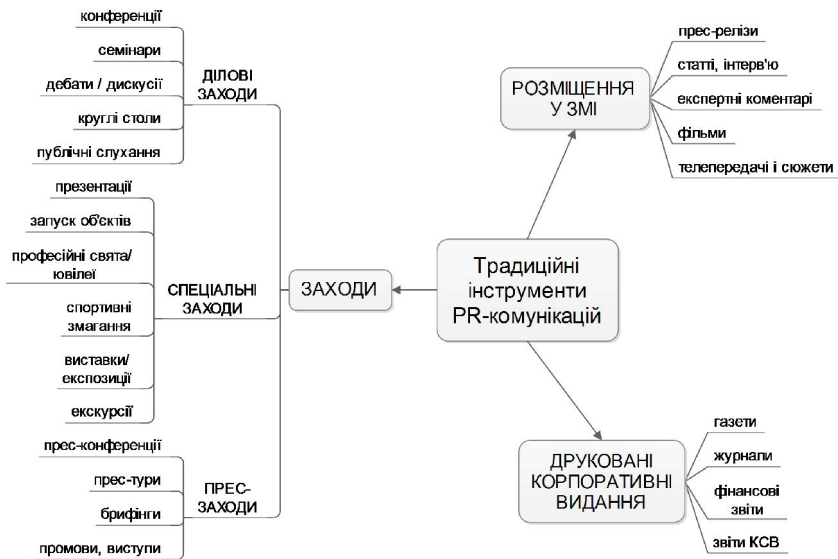 конференції
семінари
дебати / дискусії
круглі столи
публічні слухання
ДІЛОВІ
ЗАХОДИ
презентації
запуск об'єктів
професійні свята/
ювілеї
спортивні
змагання
виставки/
експозиції
екскурсії
СПЕЦІАЛЬНІ
ЗАХОДИ
прес-конференції
прес-тури
брифінги
промови, виступи
ПРЕС-
ЗАХОДИ
ЗАХОДИ
Традиційні
інструменти
PR-комунікацій
РОЗМІЩЕННЯ
У ЗМІ
прес-релізи
статті, інтерв'ю
експертні коментарі
фільми
телепередачі і сюжети
ДРУКОВАНІ
КОРПОРАТИВНІ
ВИДАННЯ
газети
журнали
фінансові
звіти
звіти КСВ